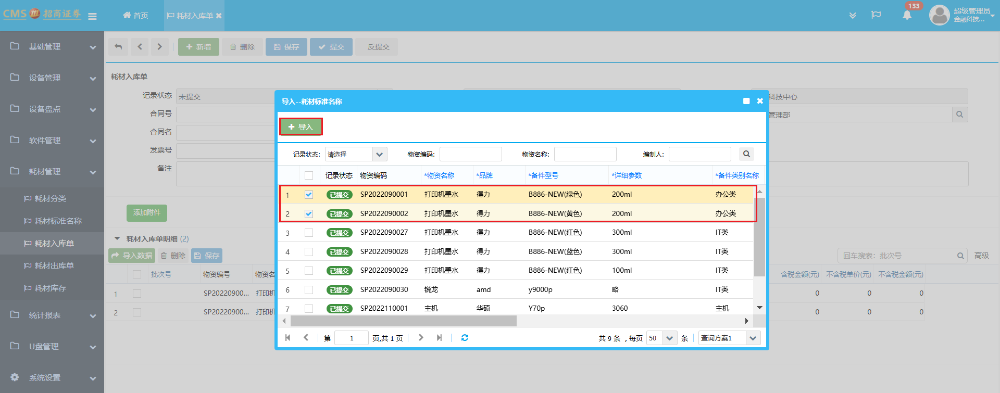 CMS 招商证券
首页
耗材入库单
133
超级管理员
金融科技...
基础管理
设备管理
设备盘点
软件管理
耗材管理
耗材分类
耗材标准名称
耗材入库单
耗材出库单
耗材库存
统计报表
U盘管理
系统设置
新增 删除 保存 提交 反提交
耗材入库单
记录状态 未提交 科技中心
合同号 管理部
合同名
发票号
备注
添加附件
耗材入库单明细 (2)
导入数据 删除 保存 回车搜索：批次号 高级
批次号 物资编号 物资名 含税金额(元) 不含税单价(元) 不含税金额(元)
1 SP20220900... 打印机 0 0 0
2 SP20220900... 打印机 0 0 0
导入--耗材标准名称
导入
记录状态: 请选择 物资编码: 物资名称: 编制人:
记录状态 物资编码 *物资名称 *品牌 *备件型号 *详细参数 *备件类别名称
1 已提交 SP2022090001 打印机墨水 得力 B886-NEW(绿色) 200ml 办公类
2 已提交 SP2022090002 打印机墨水 得力 B886-NEW(黄色) 200ml 办公类
3 已提交 SP2022090027 打印机墨水 得力 B886-NEW(红色) 300ml IT类
4 已提交 SP2022090028 打印机墨水 得力 B886-NEW(蓝色) 300ml IT类
5 已提交 SP2022090029 打印机墨水 得力 B886-NEW(红色) 100ml IT类
6 已提交 SP2022090030 锐龙 amd y9000p 略 IT类
7 已提交 SP2022110001 主机 华硕 Y70p 3060 主机
第 1 页,共 1 页 共 9 条 ，每页 50 条 查询方案1